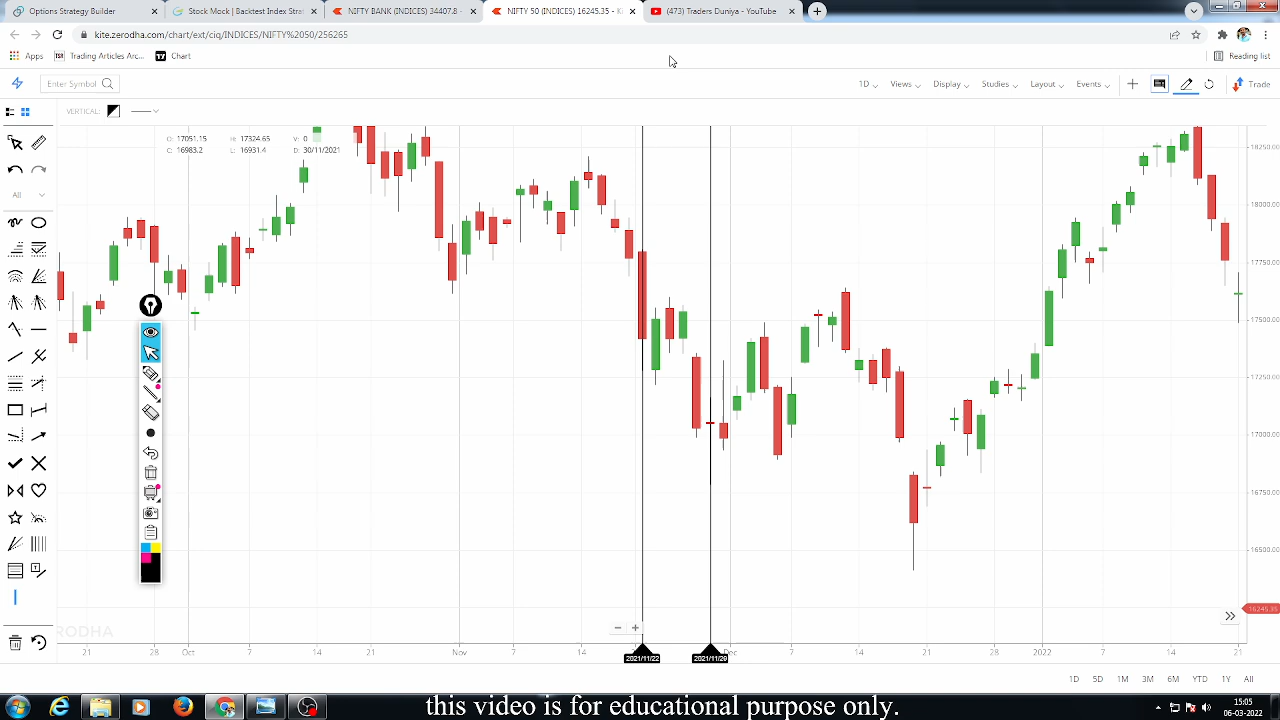 Options Strategy Builder
Stock Mock | Backtest Index Strat
NIFTY BANK (INDICES) 34407.8 -
NIFTY 50 (INDICES) 16245.35 - K
(473) Traders Duniya - YouTube
kite.zerodha.com/chart/ext/ciq/INDICES/NIFTY%2050/256265
Apps
TSR Trading Articles Arc...
TV Chart
Reading list
Enter Symbol
1D
Views
Display
Studies
Layout
Events
Trade
VERTICAL:
O: 17051.15 H: 17324.65 V: 0
C: 16983.2 L: 16931.4 D: 30/11/2021
All
18250.00
18000.00
17750.00
17500.00
17250.00
17000.00
16750.00
16500.00
16245.35
RODHA
21 28 Oct 7 14 21 Nov 7 14 Dec 7 14 21 28 2022 7 14 21
2021/11/22 2021/11/29
1D 5D 1M 3M 6M YTD 1Y All
this video is for educational purpose only.
15:05
06-03-2022